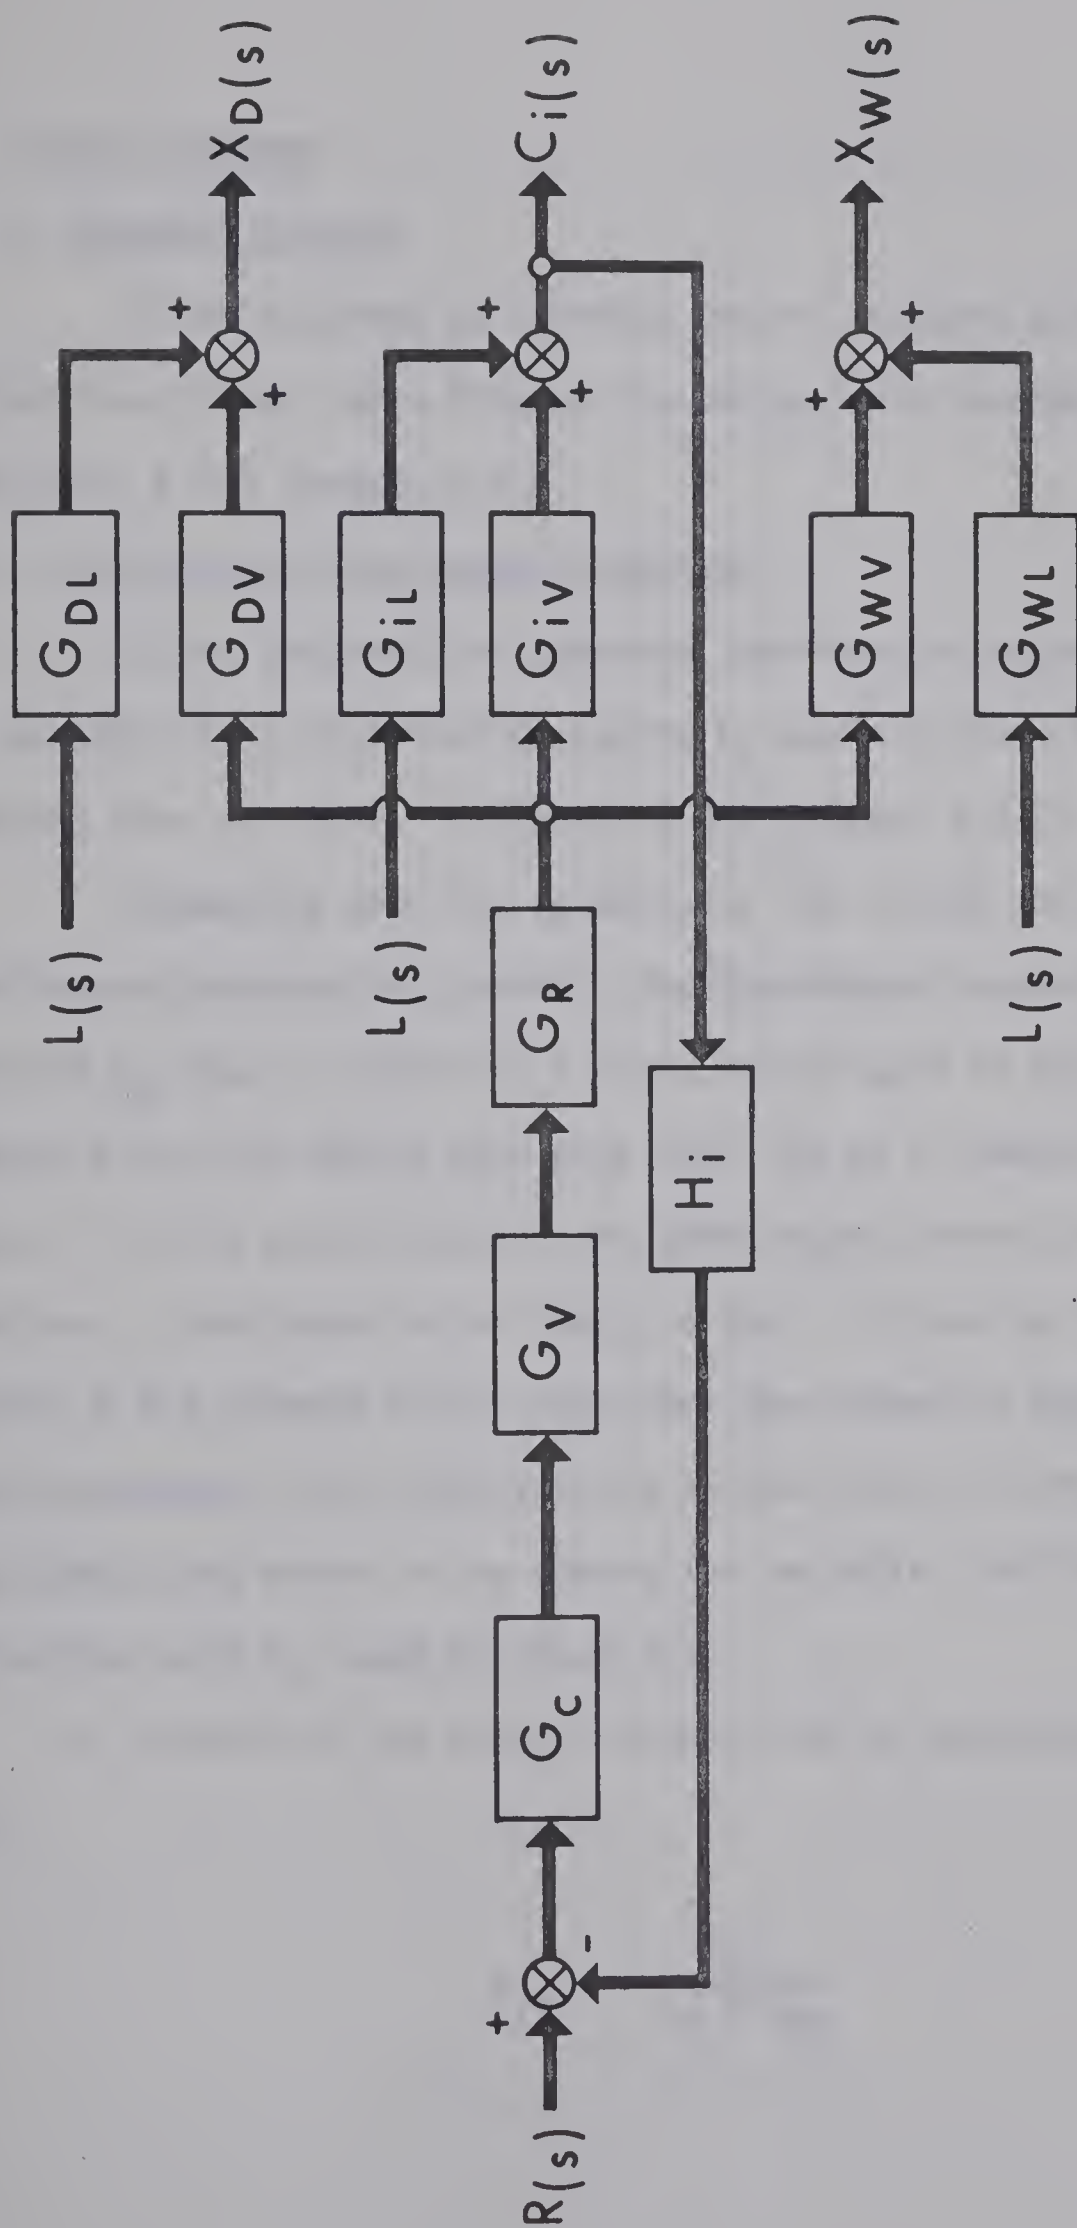 L(s)
G_DL
+
X_D(s)
G_DV
+
L(s)
G_iL
+
R(s)
+
-
G_C
G_V
G_R
G_iV
+
C_i(s)
H_i
G_WV
+
X_W(s)
L(s)
G_WL
+